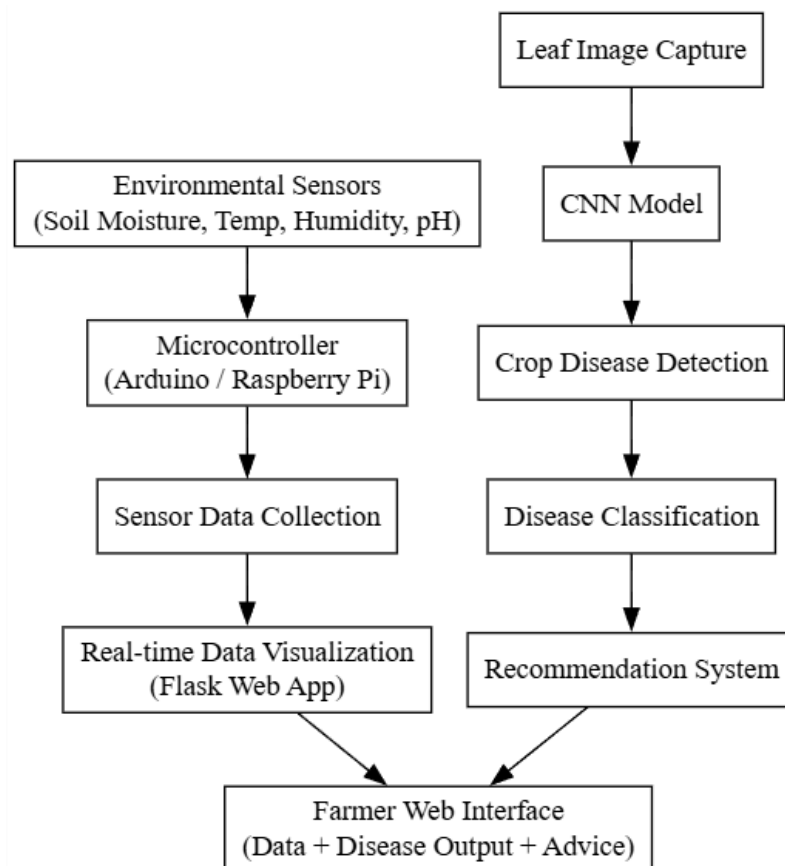 Leaf Image Capture
Environmental Sensors
(Soil Moisture, Temp, Humidity, pH)
CNN Model
Microcontroller
(Arduino / Raspberry Pi)
Crop Disease Detection
Sensor Data Collection
Disease Classification
Real-time Data Visualization
(Flask Web App)
Recommendation System
Farmer Web Interface
(Data + Disease Output + Advice)